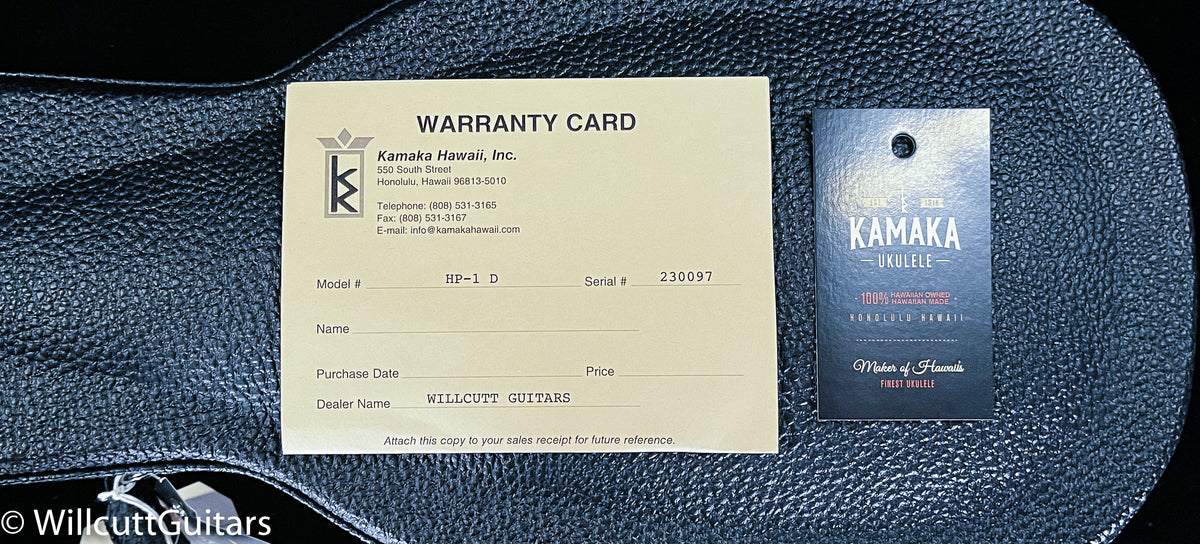 WARRANTY CARD
Kamaka Hawaii, Inc.
550 South Street
Honolulu, Hawaii 96813-5010
Telephone: (808) 531-3165
Fax: (808) 531-3167
E-mail: info@kamakahawaii.com
Model # HP-1 D Serial # 230097
Name
Purchase Date Price
Dealer Name WILLCUTT GUITARS
Attach this copy to your sales receipt for future reference.
KAMAKA
UKULELE
100% HAWAIIAN OWNED
HAWAIIAN MADE
HONOLULU HAWAII
Maker of Hawaii's
FINEST UKULELE
© WillcuttGuitars